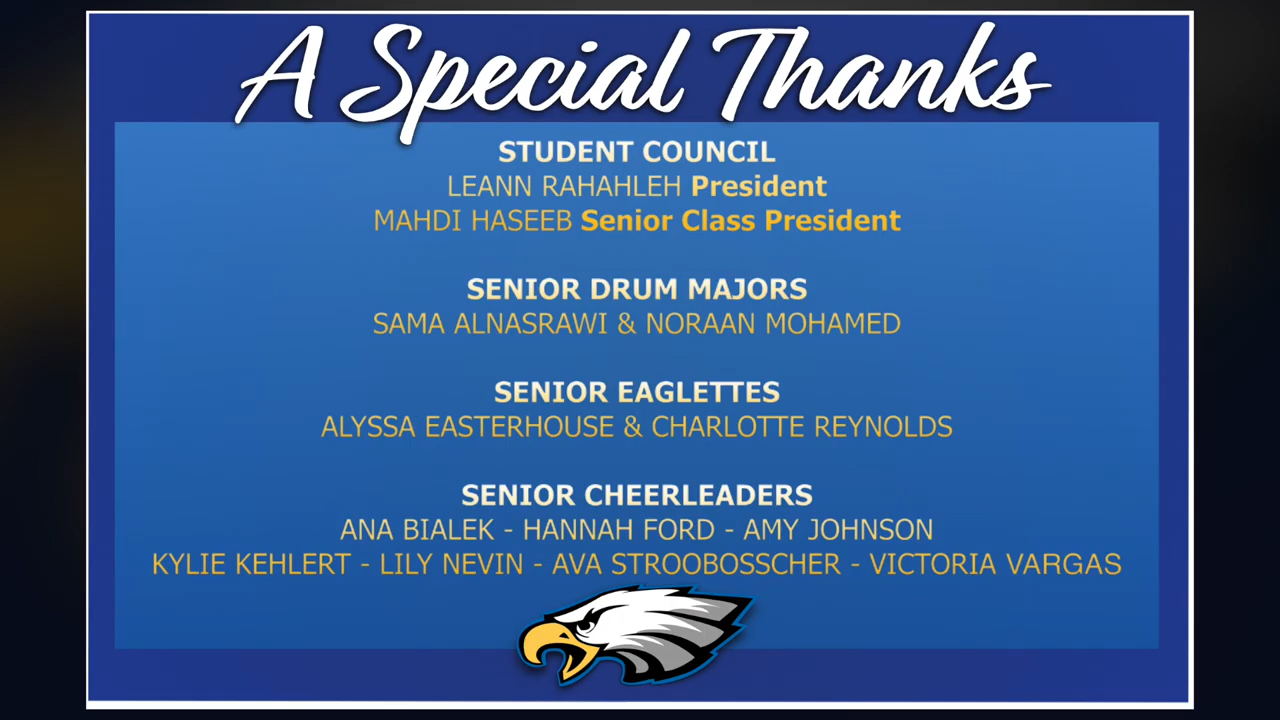 A Special Thanks
STUDENT COUNCIL
LEANN RAHAHLEH President
MAHDI HASEEB Senior Class President
SENIOR DRUM MAJORS
SAMA ALNASRAWI & NORAAN MOHAMED
SENIOR EAGLETTES
ALYSSA EASTERHOUSE & CHARLOTTE REYNOLDS
SENIOR CHEERLEADERS
ANA BIALEK - HANNAH FORD - AMY JOHNSON
KYLIE KEHLERT - LILY NEVIN - AVA STROOBOSSCHER - VICTORIA VARGAS